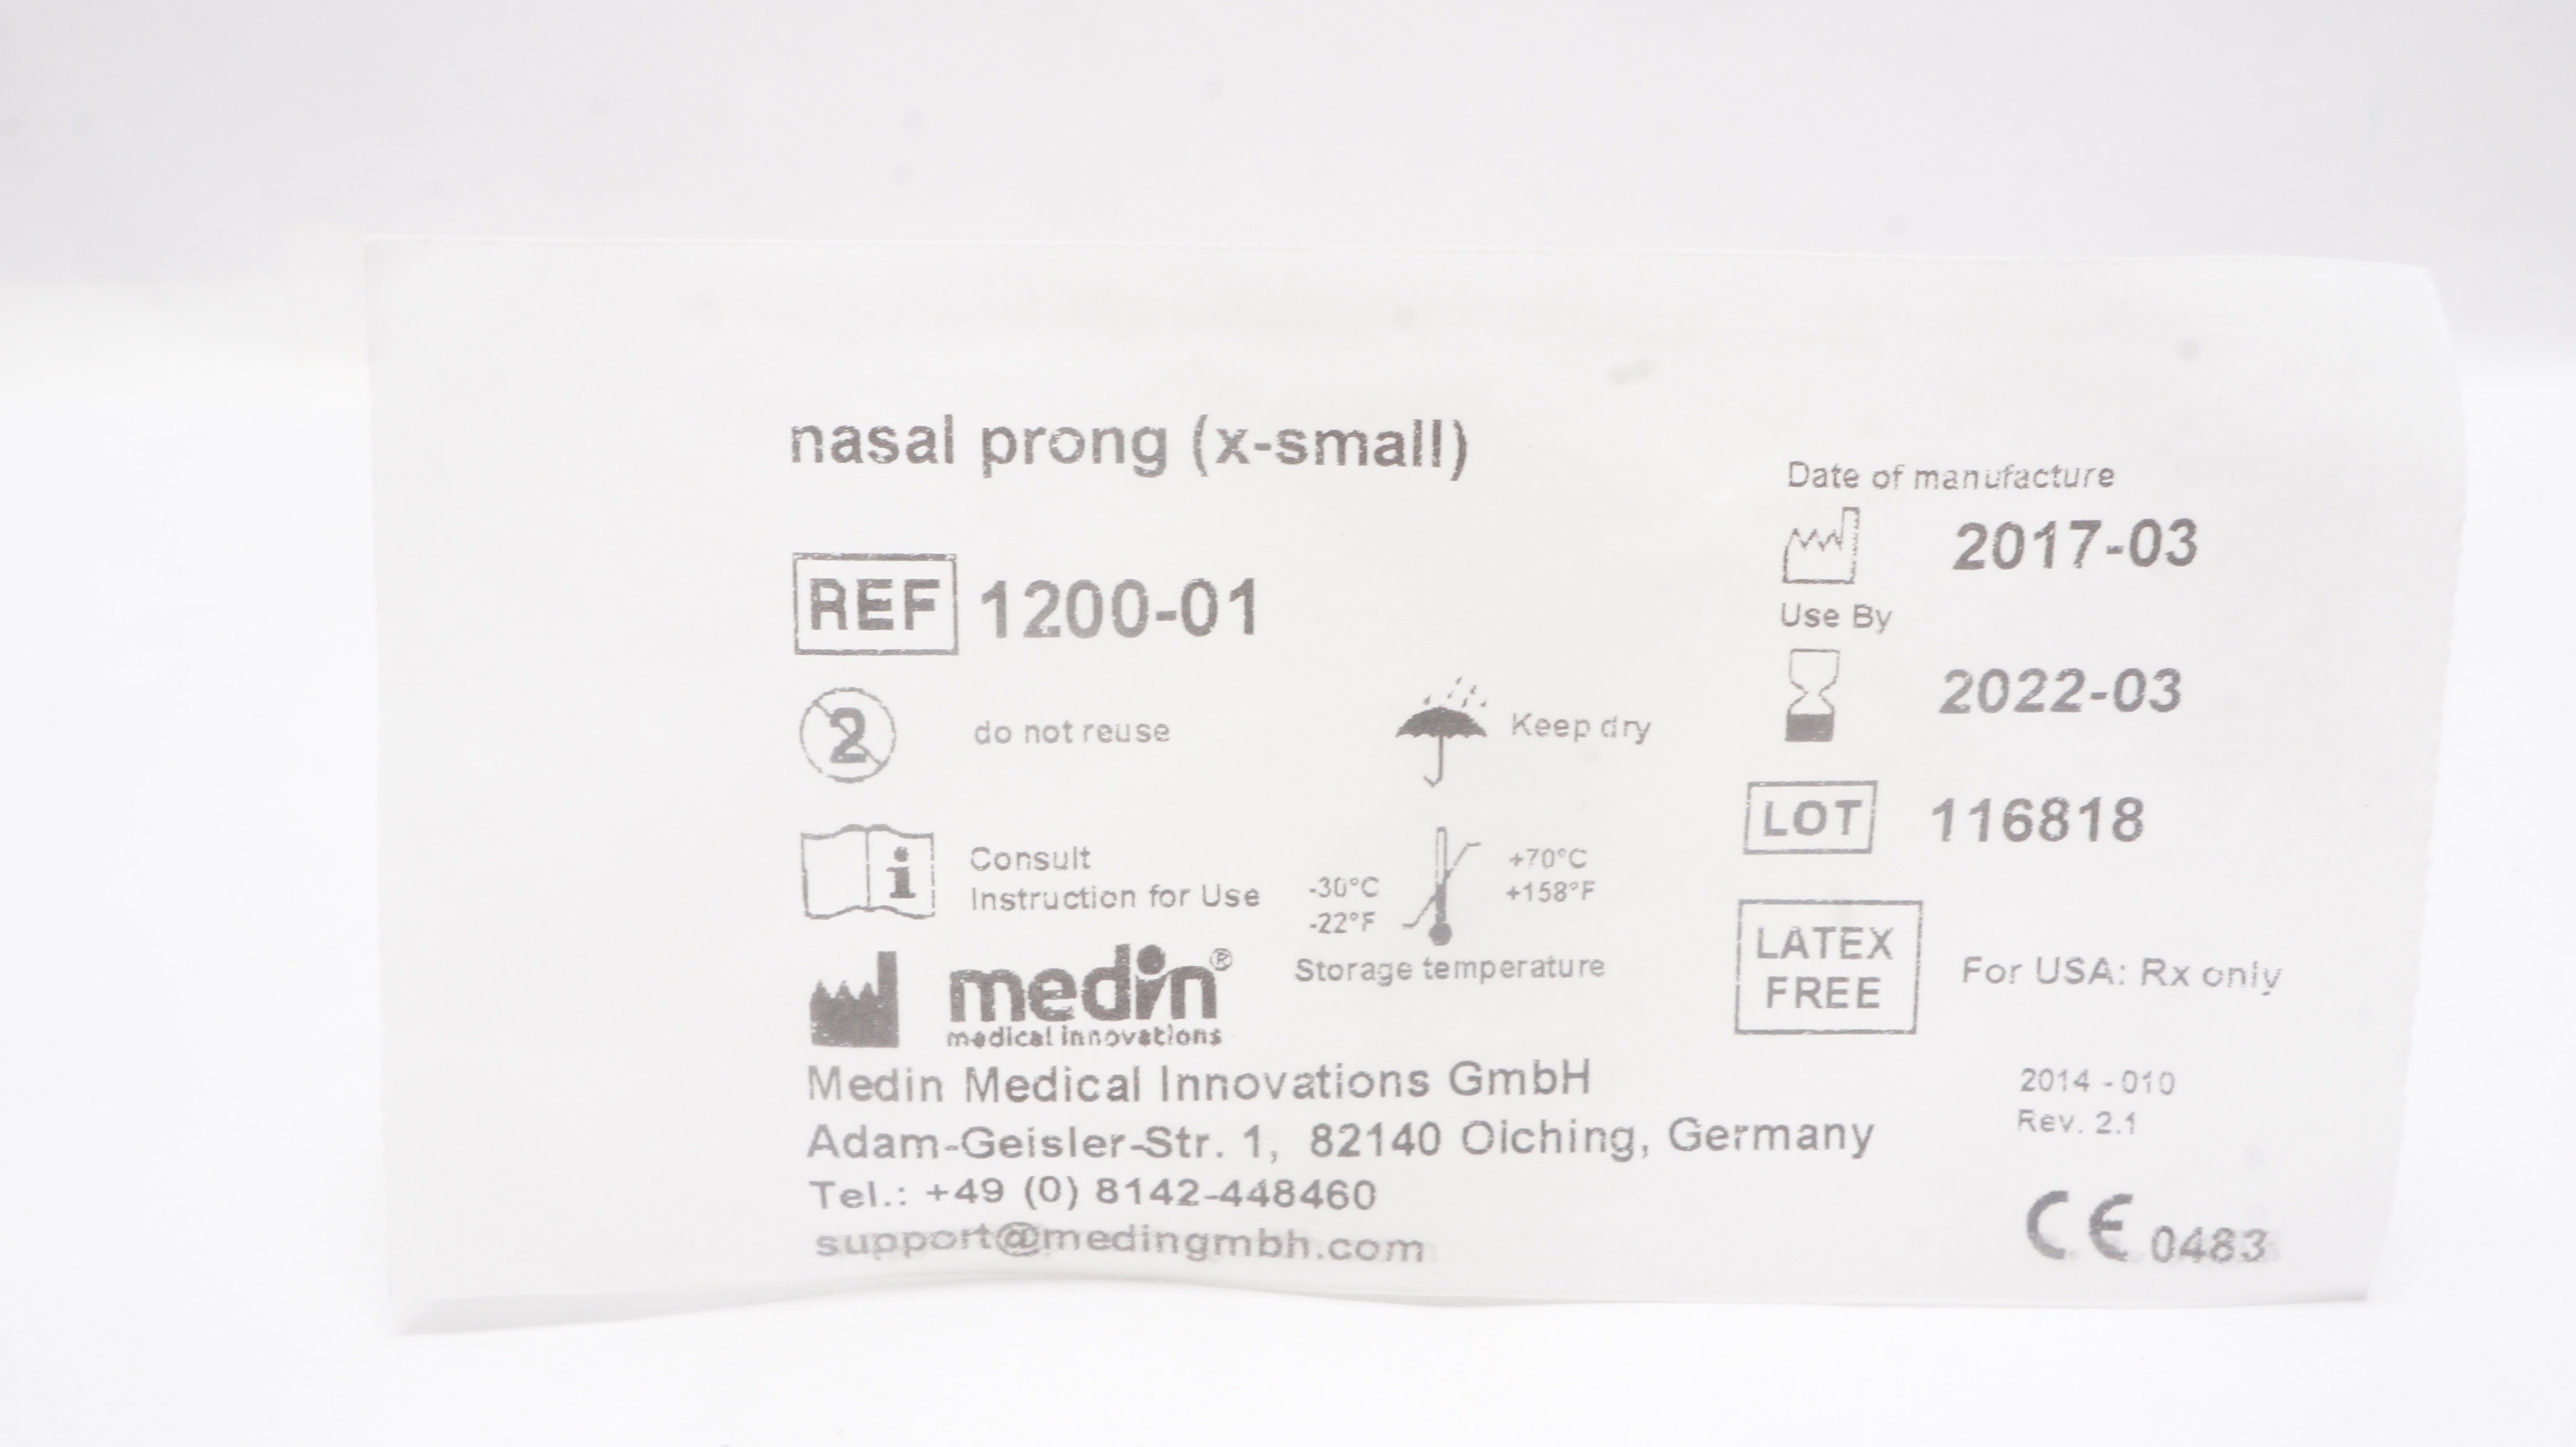 nasal prong (x-small)
REF 1200-01
2 do not reuse
Keep dry
i Consult
Instruction for Use
-30°C
-22°F
+70°C
+158°F
Storage temperature
medin®
medical innovations
Medin Medical Innovations GmbH
Adam-Geisler-Str. 1, 82140 Olching, Germany
Tel.: +49 (0) 8142-448460
support@medingmbh.com
Date of manufacture
2017-03
Use By
2022-03
LOT 116818
LATEX
FREE
For USA: Rx only
2014 - 010
Rev. 2.1
CE 0483